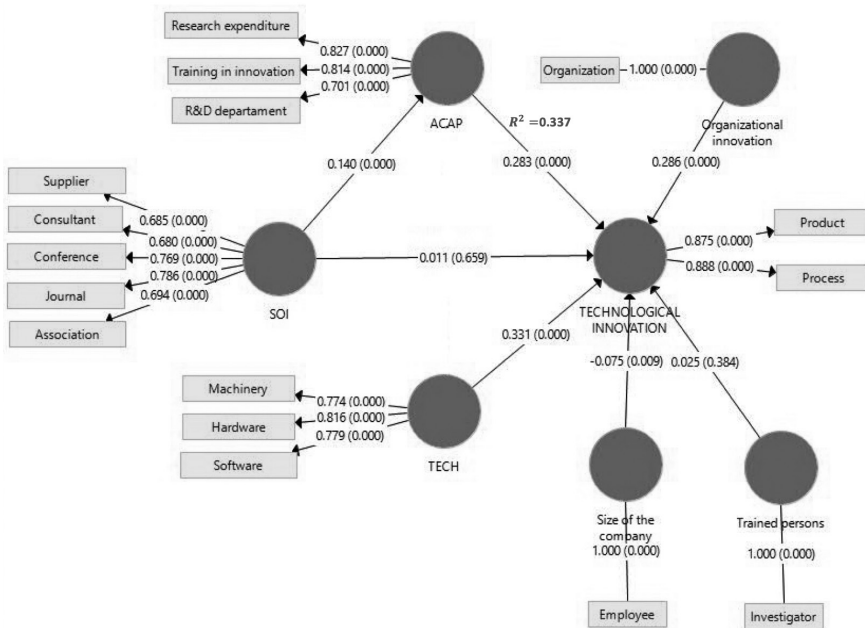 Research expenditure
0.827 (0.000)
Training in innovation
0.814 (0.000)
R&D departament
0.701 (0.000)
ACAP
Organization
1.000 (0.000)
Organizational
innovation
R² =0.337
0.140 (0.000)
0.283 (0.000)
0.286 (0.000)
Supplier
0.685 (0.000)
Consultant
0.680 (0.000)
Conference
0.769 (0.000)
Journal
0.786 (0.000)
Association
0.694 (0.000)
SOI
0.011 (0.659)
Product
0.875 (0.000)
Process
0.888 (0.000)
TECHNOLOGICAL
INNOVATION
0.331 (0.000)
-0.075 (0.009)
0.025 (0.384)
Machinery
0.774 (0.000)
Hardware
0.816 (0.000)
Software
0.779 (0.000)
TECH
Size of the
company
1.000 (0.000)
Trained persons
1.000 (0.000)
Employee
Investigator